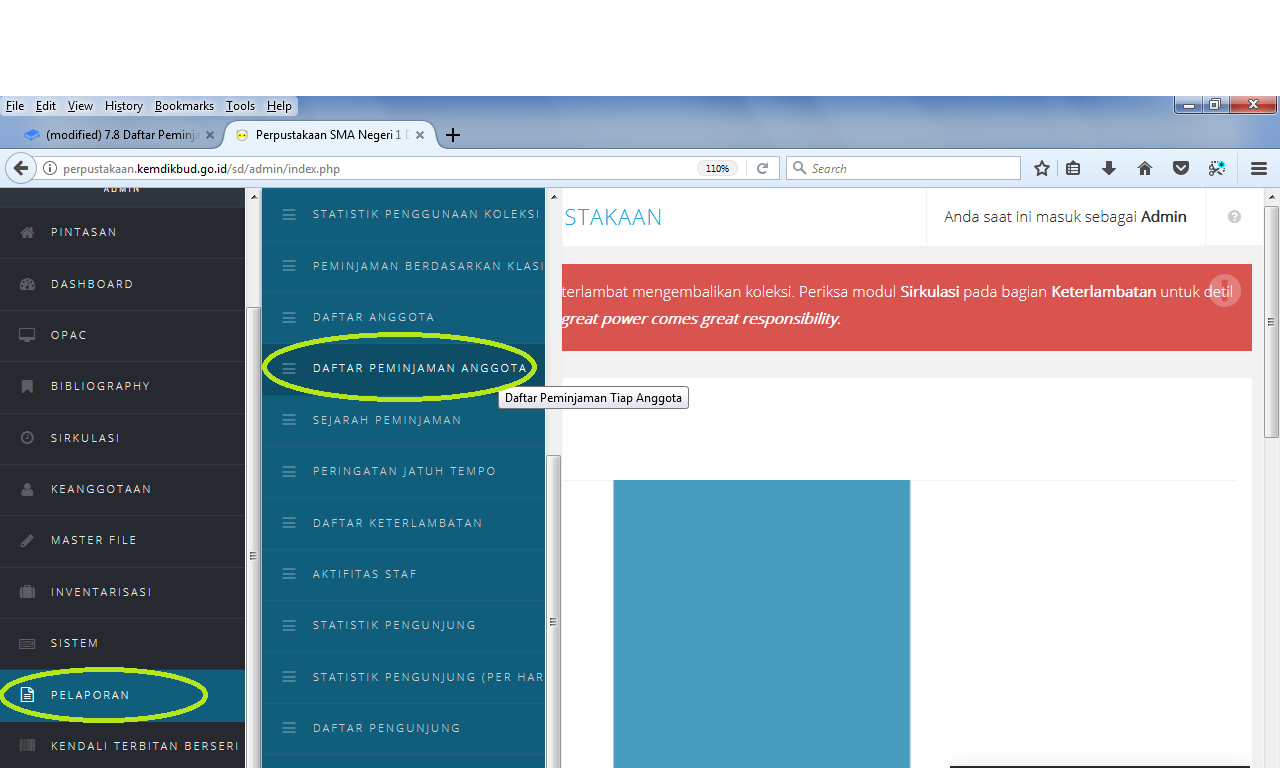 File Edit View History Bookmarks Tools Help
(modified) 7.8 Daftar Peminja
Perpustakaan SMA Negeri 1 D
perpustakaan.kemdikbud.go.id/sd/admin/index.php
110%
Search
ADMIN
PINTASAN
DASHBOARD
OPAC
BIBLIOGRAPHY
SIRKULASI
KEANGGOTAAN
MASTER FILE
INVENTARISASI
SISTEM
PELAPORAN
KENDALI TERBITAN BERSERI
STATISTIK PENGGUNAAN KOLEKSI
PEMINJAMAN BERDASARKAN KLASI
DAFTAR ANGGOTA
DAFTAR PEMINJAMAN ANGGOTA
Daftar Peminjaman Tiap Anggota
SEJARAH PEMINJAMAN
PERINGATAN JATUH TEMPO
DAFTAR KETERLAMBATAN
AKTIFITAS STAF
STATISTIK PENGUNJUNG
STATISTIK PENGUNJUNG (PER HAR
DAFTAR PENGUNJUNG
STAKAAN
Anda saat ini masuk sebagai Admin
terlambat mengembalikan koleksi. Periksa modul Sirkulasi pada bagian Keterlambatan untuk detil
great power comes great responsibility.